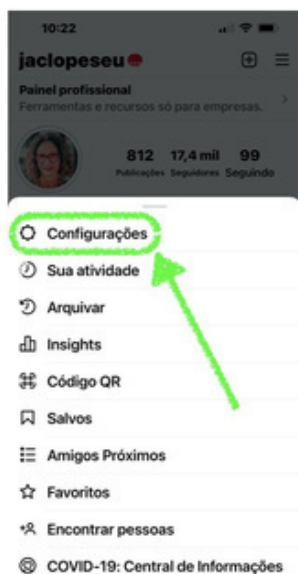 10:22
jaclopeseu
Painel profissional
Ferramentas e recursos só para empresas.
812 17,4 mil 99
Publicações Seguidores Seguindo
Configurações
Sua atividade
Arquivar
Insights
Código QR
Salvos
Amigos Próximos
Favoritos
Encontrar pessoas
COVID-19: Central de Informações